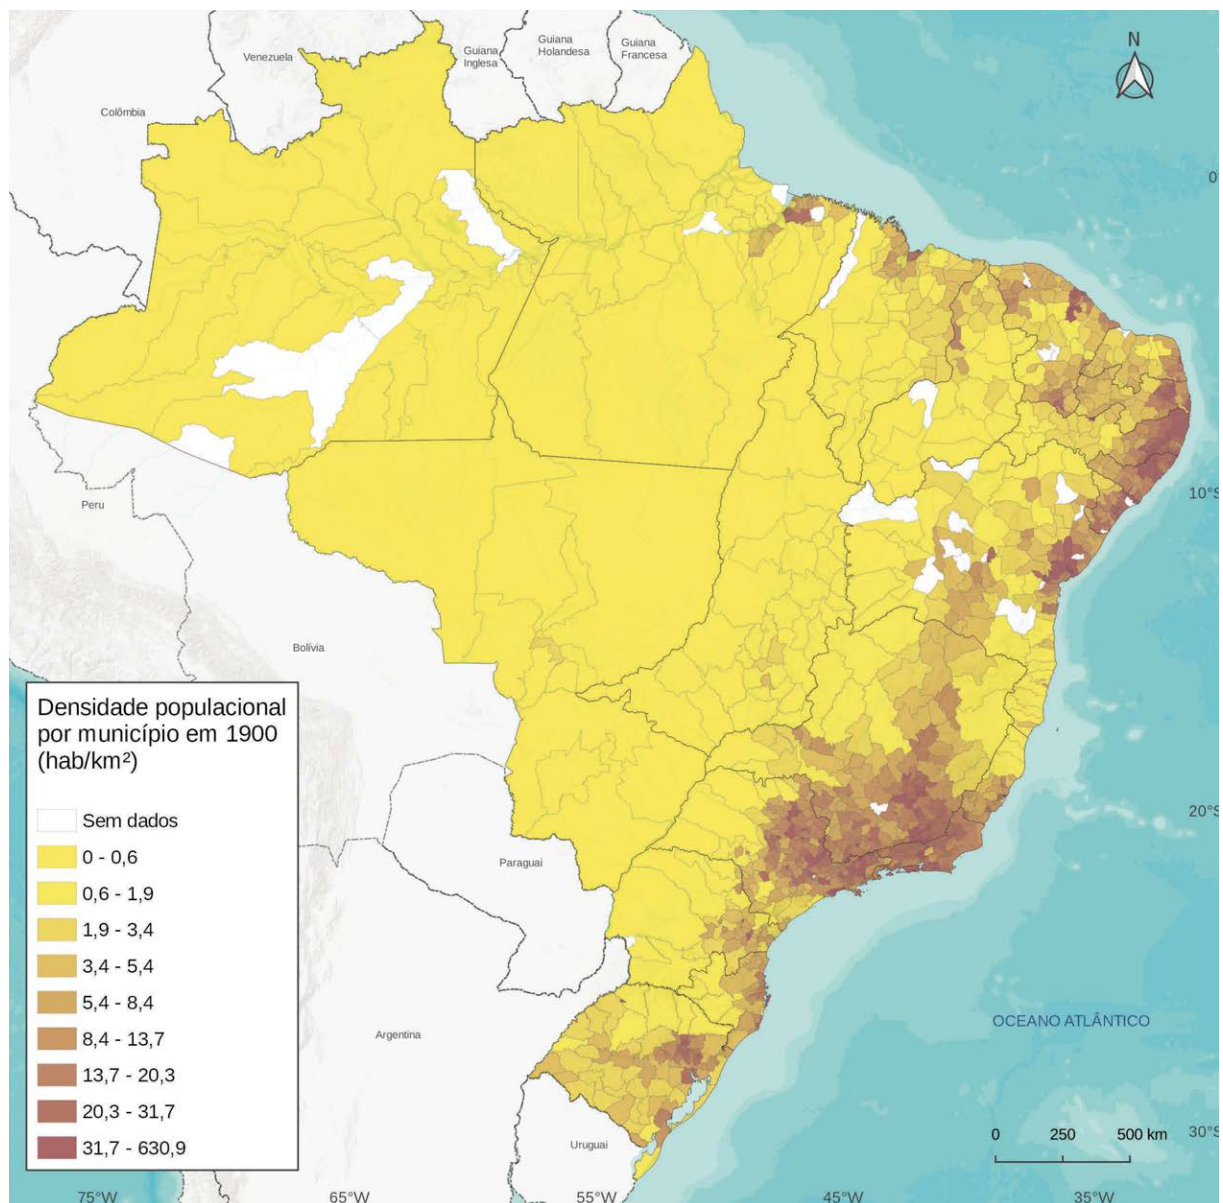 Guiana
Holandesa
Guiana
Francesa
Guiana
Inglesa
Venezuela
N
Colômbia
0°
Peru
10°S
Bolívia
Densidade populacional
por município em 1900
(hab/km²)
Sem dados
0 - 0,6
0,6 - 1,9
1,9 - 3,4
3,4 - 5,4
5,4 - 8,4
8,4 - 13,7
13,7 - 20,3
20,3 - 31,7
31,7 - 630,9
20°S
Paraguai
Argentina
OCEANO ATLÂNTICO
Uruguai
0 250 500 km
30°S
75°W 65°W 55°W 45°W 35°W